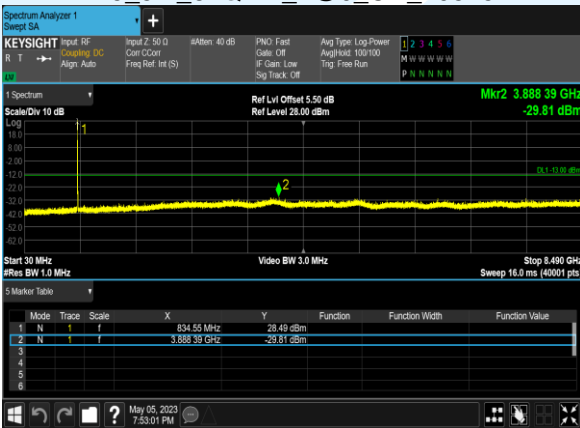 Spectrum Analyzer 1
Swept SA
+
KEYSIGHT Input: RF Input Z: 50 Ω #Atten: 40 dB PNO: Fast Avg Type: Log-Power 1 2 3 4 5 6
R T Coupling: DC Corr CCorr Gate: Off Avg|Hold: 100/100 M W W W W W
Align: Auto Freq Ref: Int (S) IF Gain: Low Trig: Free Run
LW Sig Track: Off P N N N N N
1 Spectrum Ref Lvl Offset 5.50 dB Mkr2 3.888 39 GHz
Scale/Div 10 dB Ref Level 28.00 dBm -29.81 dBm
Log
18.0
8.00
-2.00
-12.0
-22.0
-32.0
-42.0
-52.0
-62.0
1
2
DL1 -13.00 dBm
Start 30 MHz Video BW 3.0 MHz Stop 8.490 GHz
#Res BW 1.0 MHz Sweep 16.0 ms (40001 pts
5 Marker Table
Mode Trace Scale X Y Function Function Width Function Value
1 N 1 f 834.55 MHz 28.49 dBm
2 N 1 f 3.888 39 GHz -29.81 dBm
3
4
5
6
? May 05, 2023
7:53:01 PM